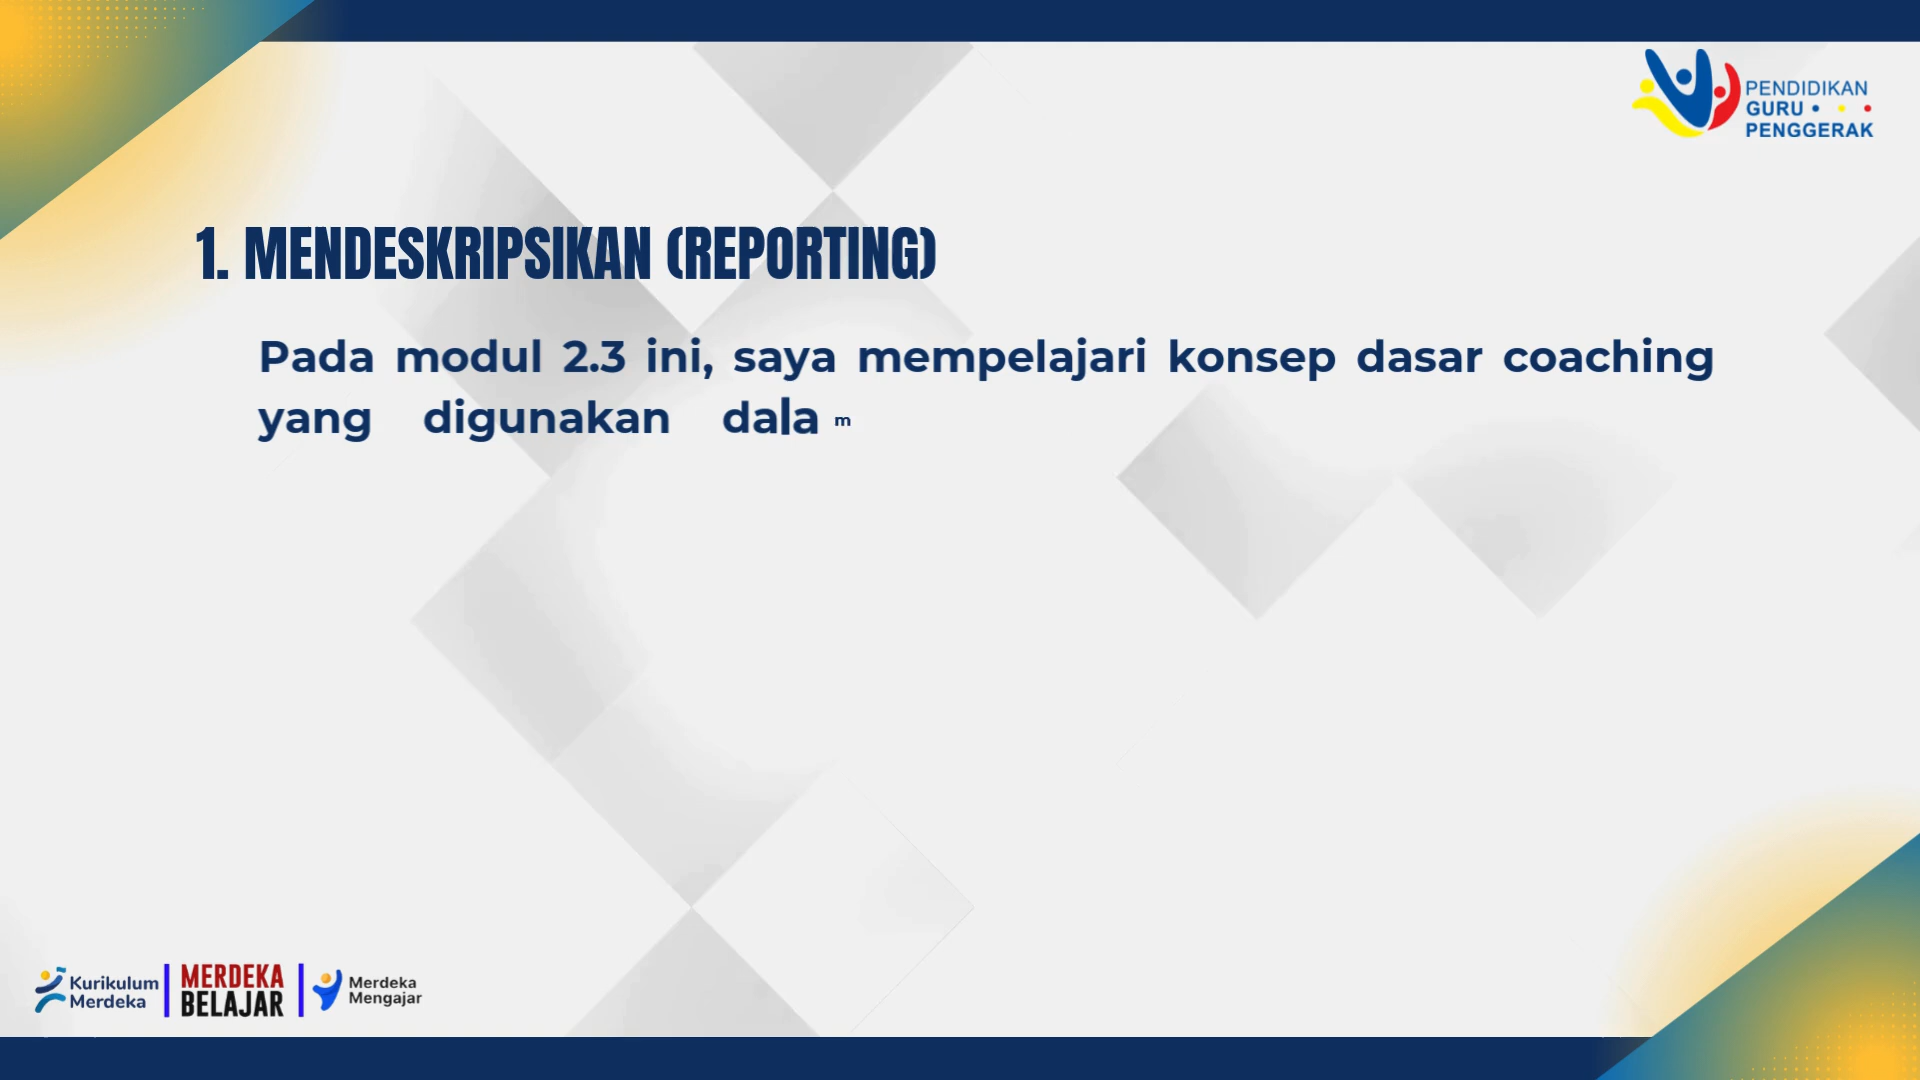 PENDIDIKAN
GURU
PENGGERAK
1. MENDESKRIPSIKAN (REPORTING)
Pada modul 2.3 ini, saya mempelajari konsep dasar coaching
yang digunakan dalam
Kurikulum
Merdeka
MERDEKA
BELAJAR
Merdeka
Mengajar